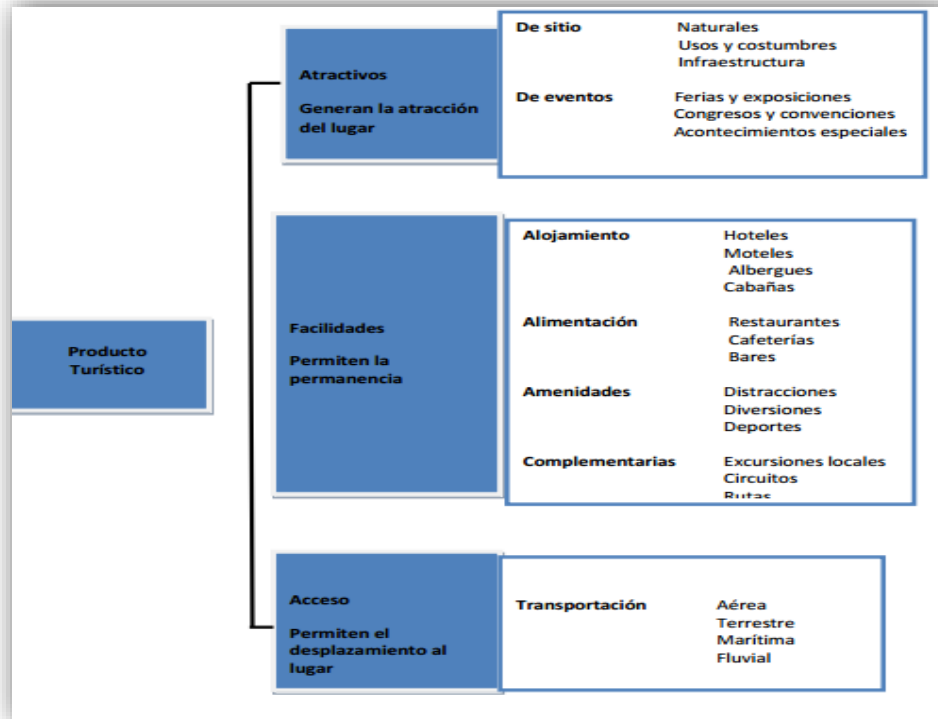 Producto
Turístico
Atractivos
Generan la atracción
del lugar
De sitio Naturales
Usos y costumbres
Infraestructura
De eventos Ferias y exposiciones
Congresos y convenciones
Acontecimientos especiales
Facilidades
Permiten la
permanencia
Alojamiento Hoteles
Moteles
Albergues
Cabañas
Alimentación Restaurantes
Cafeterías
Bares
Amenidades Distracciones
Diversiones
Deportes
Complementarias Excursiones locales
Circuitos
Rutas
Acceso
Permiten el
desplazamiento al
lugar
Transportación Aérea
Terrestre
Marítima
Fluvial